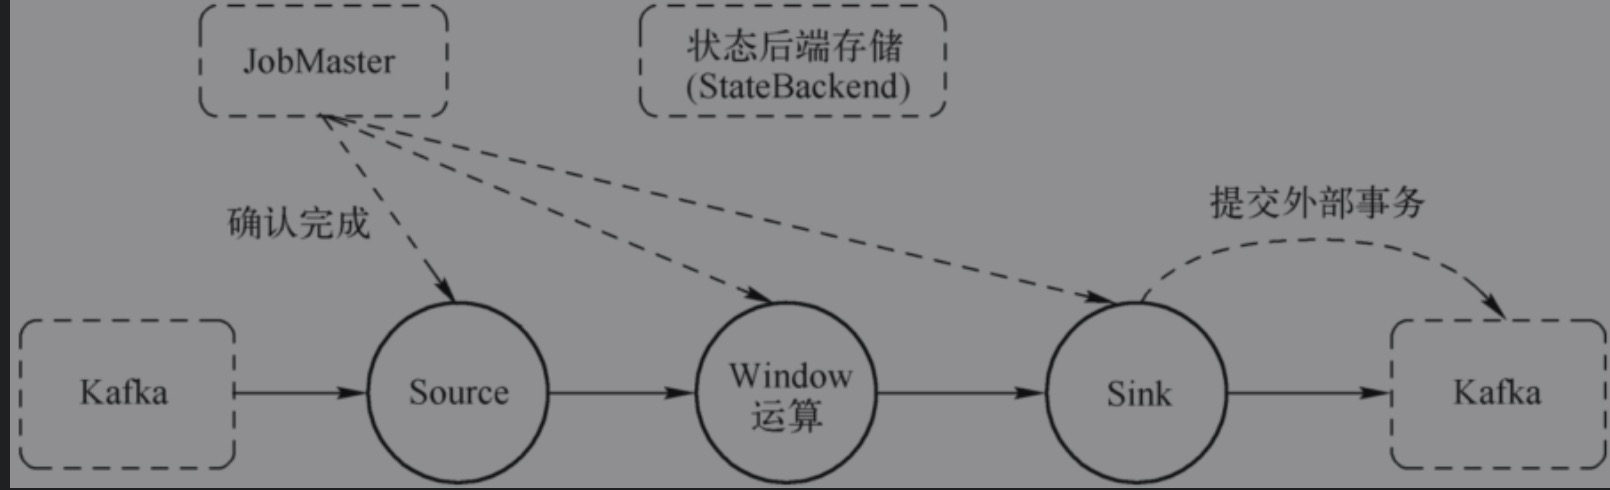 JobMaster
状态后端存储
(StateBackend)
确认完成
提交外部事务
Kafka
Source
Window
运算
Sink
Kafka